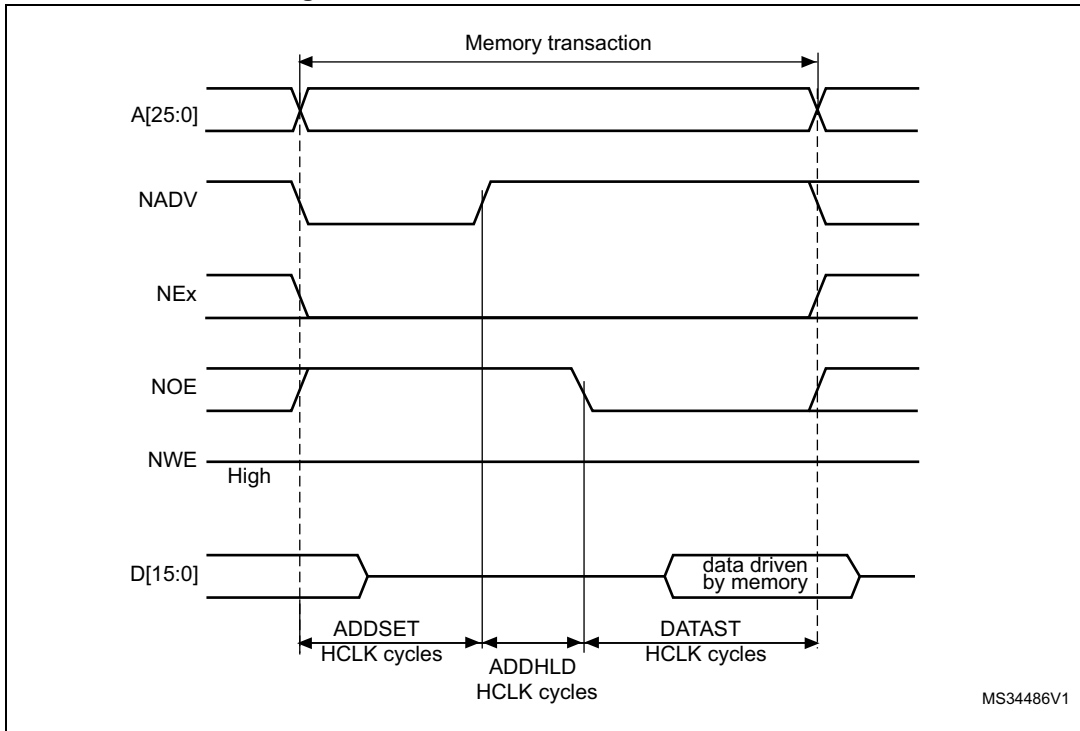 Memory transaction
A[25:0]
NADV
NEx
NOE
NWE
High
D[15:0]
data driven
by memory
ADDSET
HCLK cycles
ADDHLD
HCLK cycles
DATAST
HCLK cycles
MS34486V1